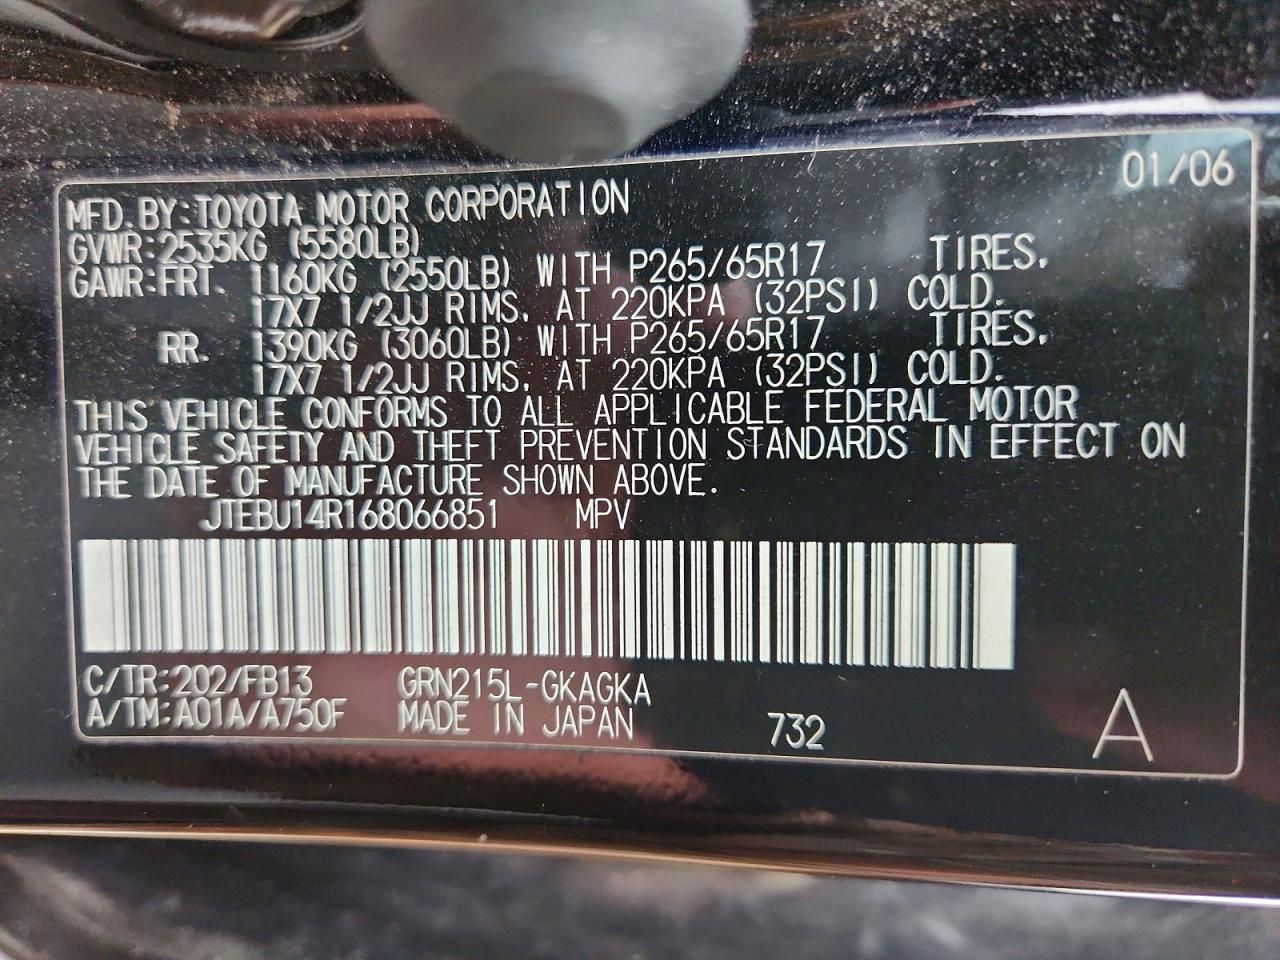 01/06
MFD. BY: TOYOTA MOTOR CORPORATION
GVWR: 2535KG (5580LB)
GAWR: FRT. 1160KG (2550LB) WITH P265/65R17 TIRES,
17X7 1/2JJ RIMS, AT 220KPA (32PSI) COLD.
RR. 1390KG (3060LB) WITH P265/65R17 TIRES,
17X7 1/2JJ RIMS, AT 220KPA (32PSI) COLD.
THIS VEHICLE CONFORMS TO ALL APPLICABLE FEDERAL MOTOR
VEHICLE SAFETY AND THEFT PREVENTION STANDARDS IN EFFECT ON
THE DATE OF MANUFACTURE SHOWN ABOVE.
JTEBU14R168066851 MPV
C/TR: 202/FB13 GRN215L-GKAGKA
A/TM: A01A/A750F MADE IN JAPAN 732 A